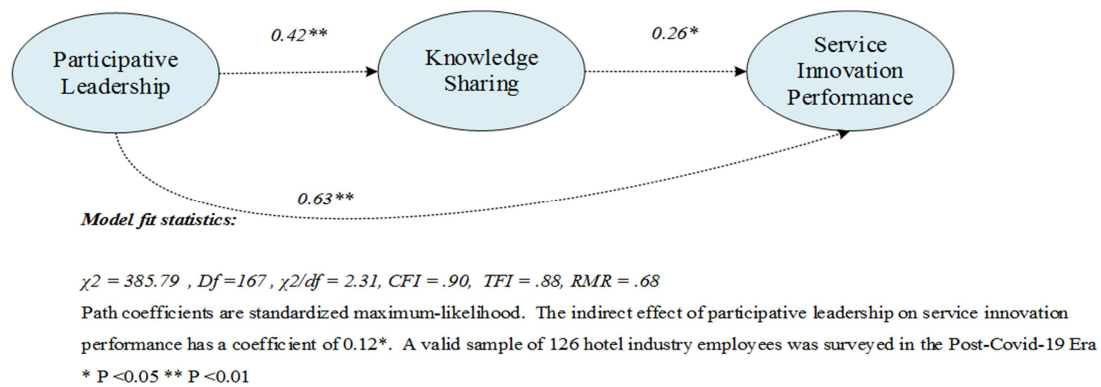 0.42** 0.26*
Participative
Leadership
Knowledge
Sharing
Service
Innovation
Performance
0.63**
Model fit statistics:
χ2 = 385.79 , Df =167 , χ2/df = 2.31, CFI = .90, TFI = .88, RMR = .68
Path coefficients are standardized maximum-likelihood. The indirect effect of participative leadership on service innovation
performance has a coefficient of 0.12*. A valid sample of 126 hotel industry employees was surveyed in the Post-Covid-19 Era
* P <0.05 ** P <0.01